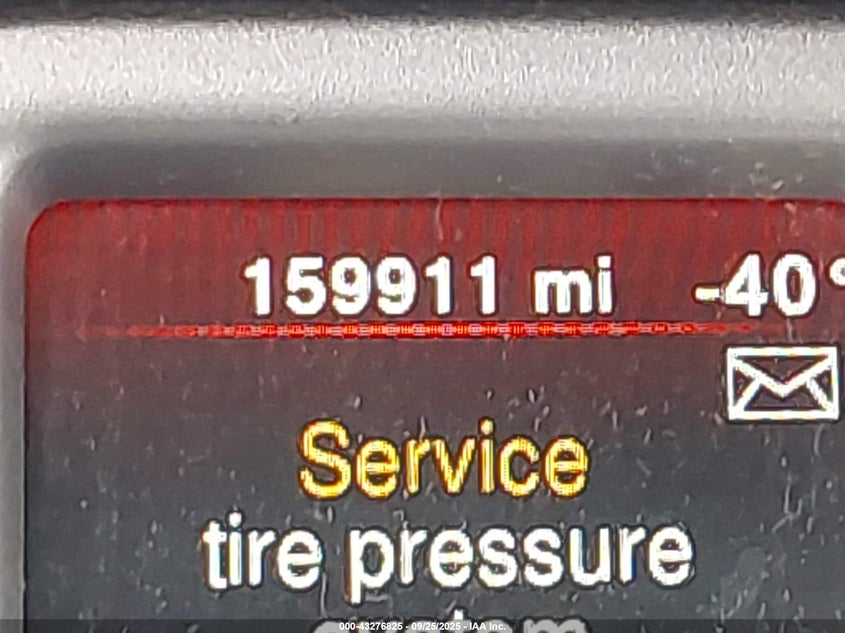 159911 mi -40°
Service
tire pressure
000-43276825 - 09/25/2025 - IAA Inc.